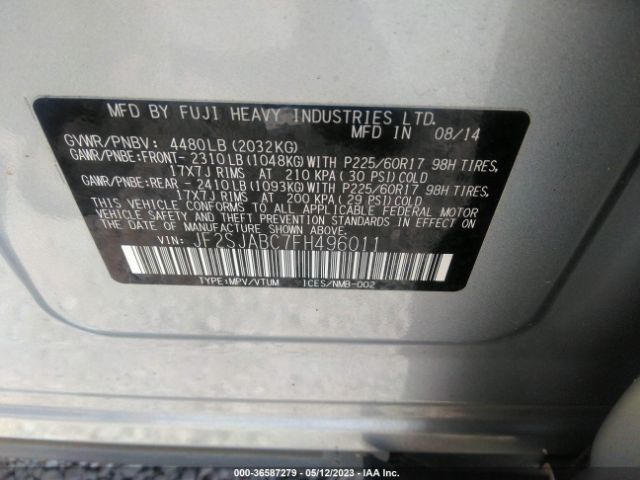 MFD BY FUJI HEAVY INDUSTRIES LTD.
MFD IN 08/14
GVWR/PNBV: 4480LB (2032KG)
GAWR/PNBE:FRONT- 2310LB (1048KG) WITH P225/60R17 98H TIRES,
17X7J RIMS AT 210 KPA (30 PSI) COLD
GAWR/PNBE:REAR -2410LB (1093KG) WITH P225/60R17 98H TIRES,
17X7J RIMS AT 200 KPA (29 PSI) COLD
THIS VEHICLE CONFORMS TO ALL APPLICABLE FEDERAL MOTOR
VEHICLE SAFETY AND THEFT PREVENTION STANDARDS IN EFFECT ON
THE DATE OF MANUFACTURE SHOWN ABOVE.
VIN: JF2SJABC7FH496011
TYPE:MPV/VTUM ICES/NMB-002
000-36587279 - 05/12/2023 - IAA Inc.